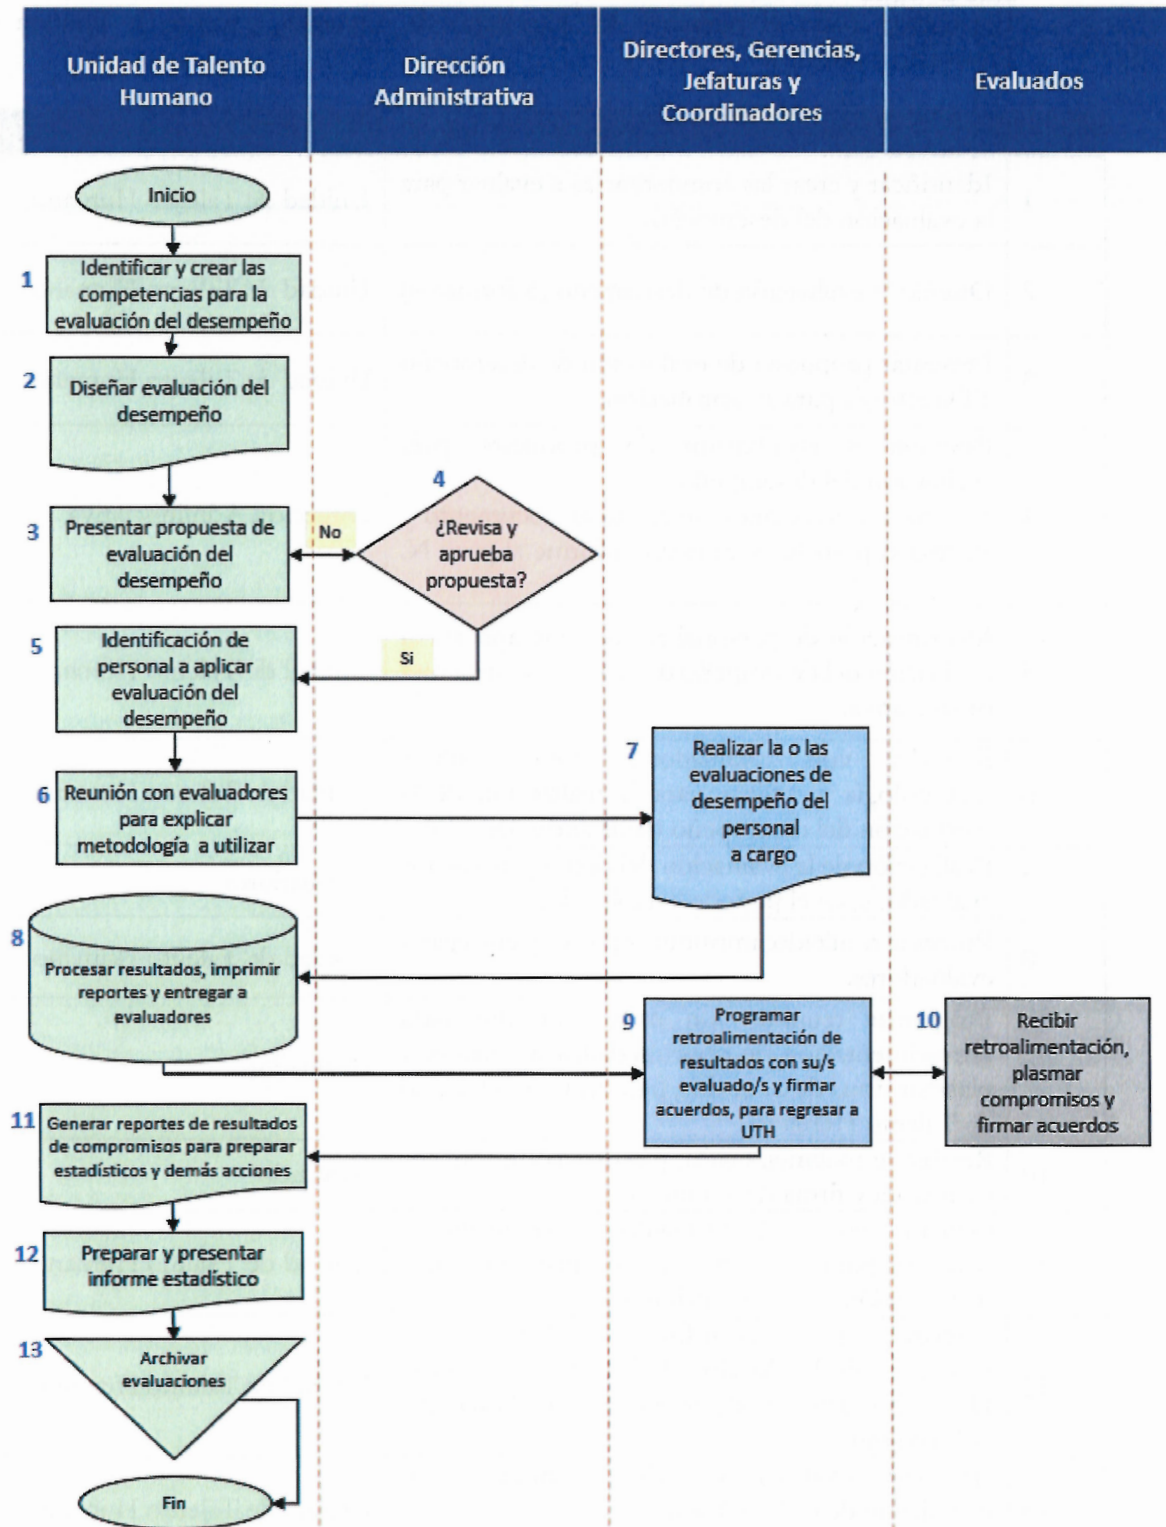 Unidad de Talento
Humano
Dirección
Administrativa
Directores, Gerencias,
Jefaturas y
Coordinadores
Evaluados
Inicio
1
Identificar y crear las
competencias para la
evaluación del desempeño
2
Diseñar evaluación del
desempeño
3
Presentar propuesta de
evaluación del
desempeño
No
4
¿Revisa y
aprueba
propuesta?
Si
5
Identificación de
personal a aplicar
evaluación del
desempeño
6
Reunión con evaluadores
para explicar
metodología a utilizar
7
Realizar la o las
evaluaciones de
desempeño del
personal
a cargo
8
Procesar resultados, imprimir
reportes y entregar a
evaluadores
9
Programar
retroalimentación de
resultados con su/s
evaluado/s y firmar
acuerdos, para regresar a
UTH
10
Recibir
retroalimentación,
plasmar
compromisos y
firmar acuerdos
11
Generar reportes de resultados
de compromisos para preparar
estadísticos y demás acciones
12
Preparar y presentar
informe estadístico
13
Archivar
evaluaciones
Fin